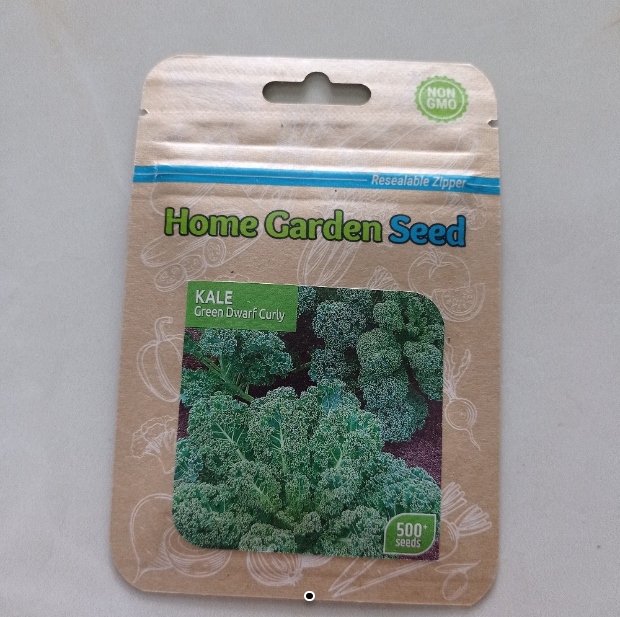 NON
GMO
Resealable Zipper
Home Garden Seed
KALE
Green Dwarf Curly
500+
seeds